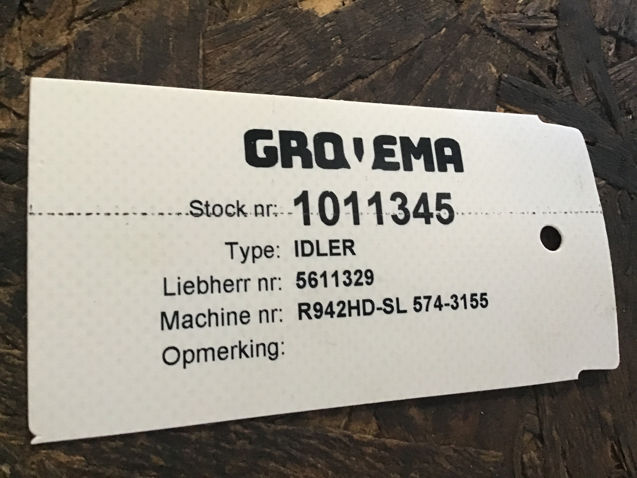 GROVEMA
Stock nr: 1011345
Type: IDLER
Liebherr nr: 5611329
Machine nr: R942HD-SL 574-3155
Opmerking: